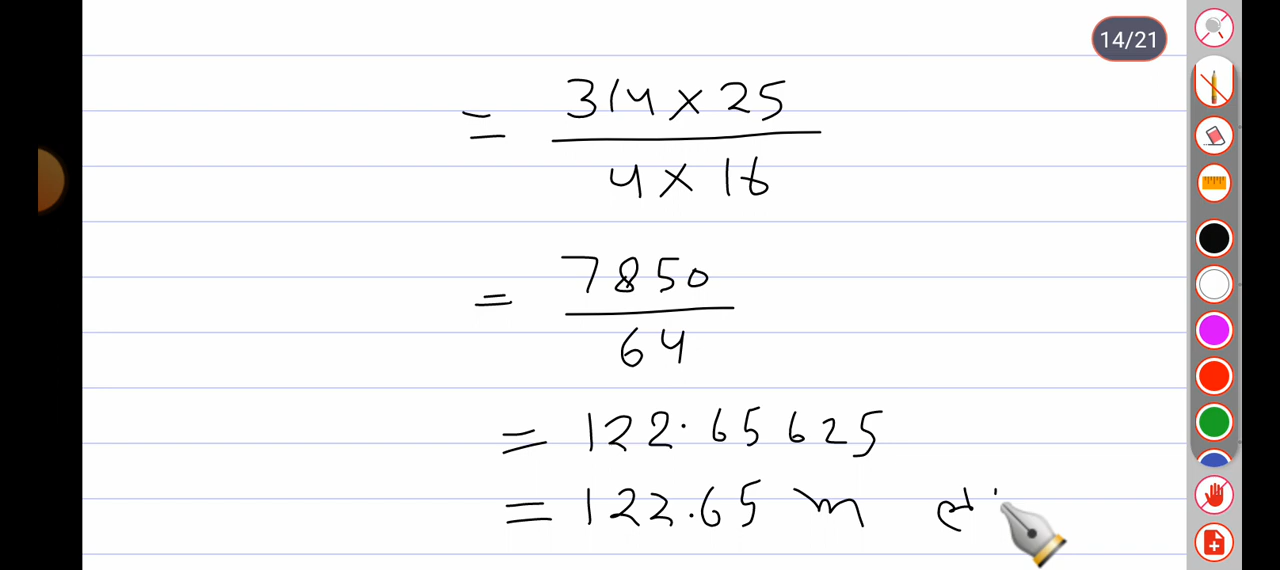 14/21
= 314 × 25
4 × 16
= 7850
64
= 122.65625
= 122.65 m